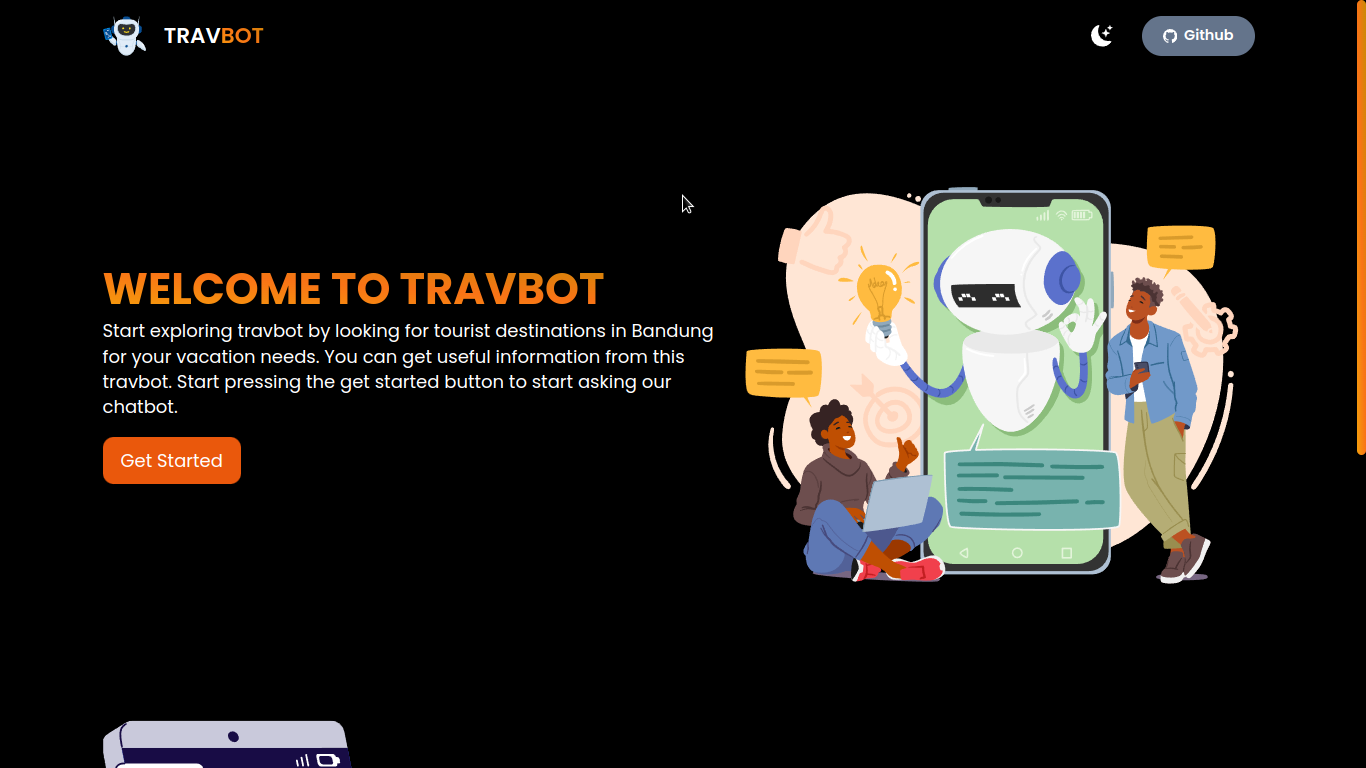 TRAVBOT
Github
WELCOME TO TRAVBOT
Start exploring travbot by looking for tourist destinations in Bandung
for your vacation needs. You can get useful information from this
travbot. Start pressing the get started button to start asking our
chatbot.
Get Started